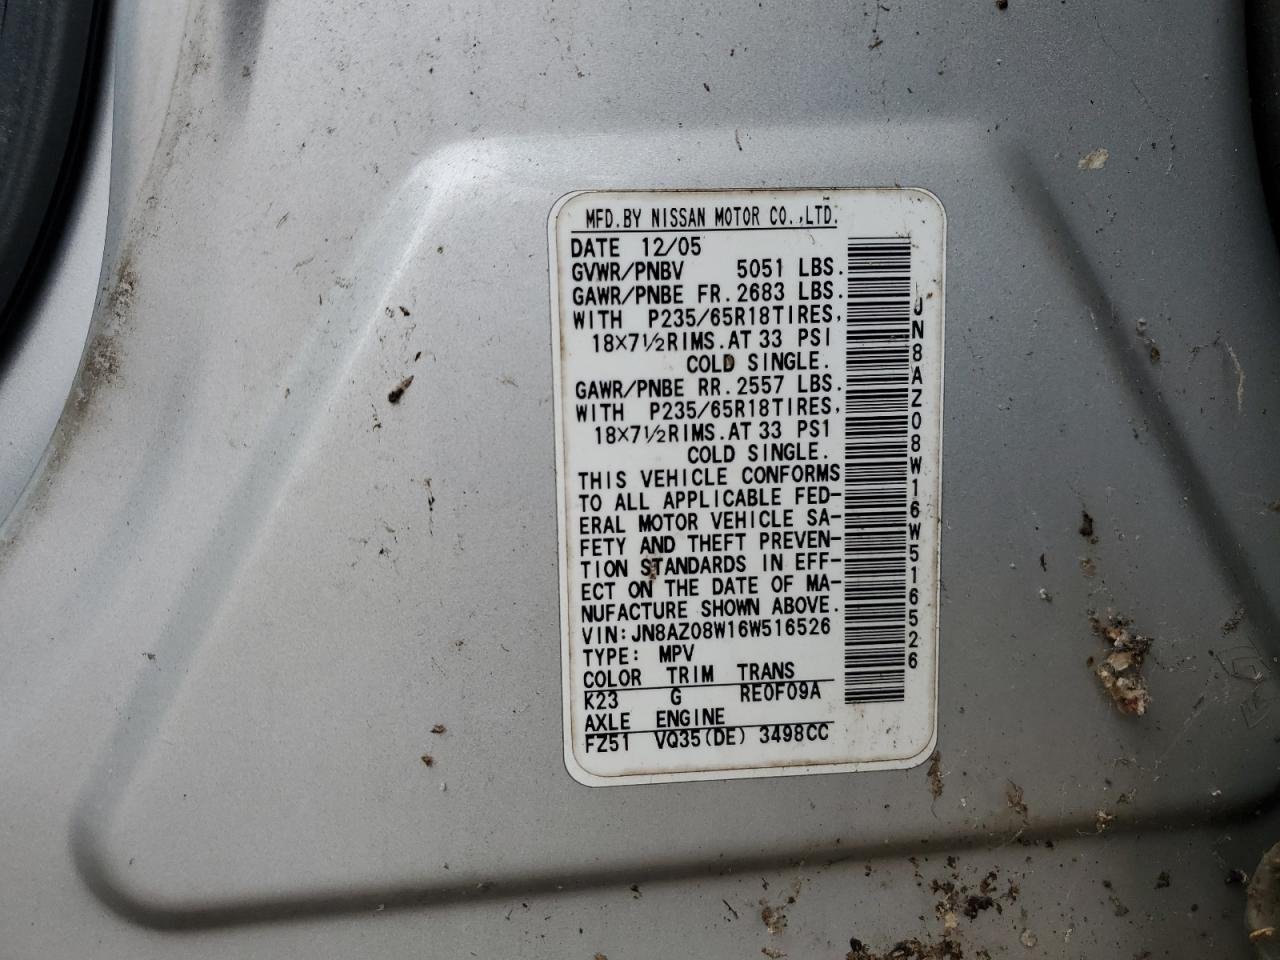 MFD.BY NISSAN MOTOR CO.,LTD.
DATE 12/05
GVWR/PNBV 5051 LBS.
GAWR/PNBE FR. 2683 LBS.
WITH P235/65R18TIRES,
18×7½RIMS.AT 33 PSI
COLD SINGLE.
GAWR/PNBE RR. 2557 LBS.
WITH P235/65R18TIRES,
18×7½RIMS.AT 33 PSI
COLD SINGLE.
THIS VEHICLE CONFORMS
TO ALL APPLICABLE FED-
ERAL MOTOR VEHICLE SA-
FETY AND THEFT PREVEN-
TION STANDARDS IN EFF-
ECT ON THE DATE OF MA-
NUFACTURE SHOWN ABOVE.
VIN:JN8AZ08W16W516526
TYPE: MPV
COLOR TRIM TRANS
K23 G RE0F09A
AXLE ENGINE
FZ51 VQ35(DE) 3498CC
JN8AZ08W16W516526